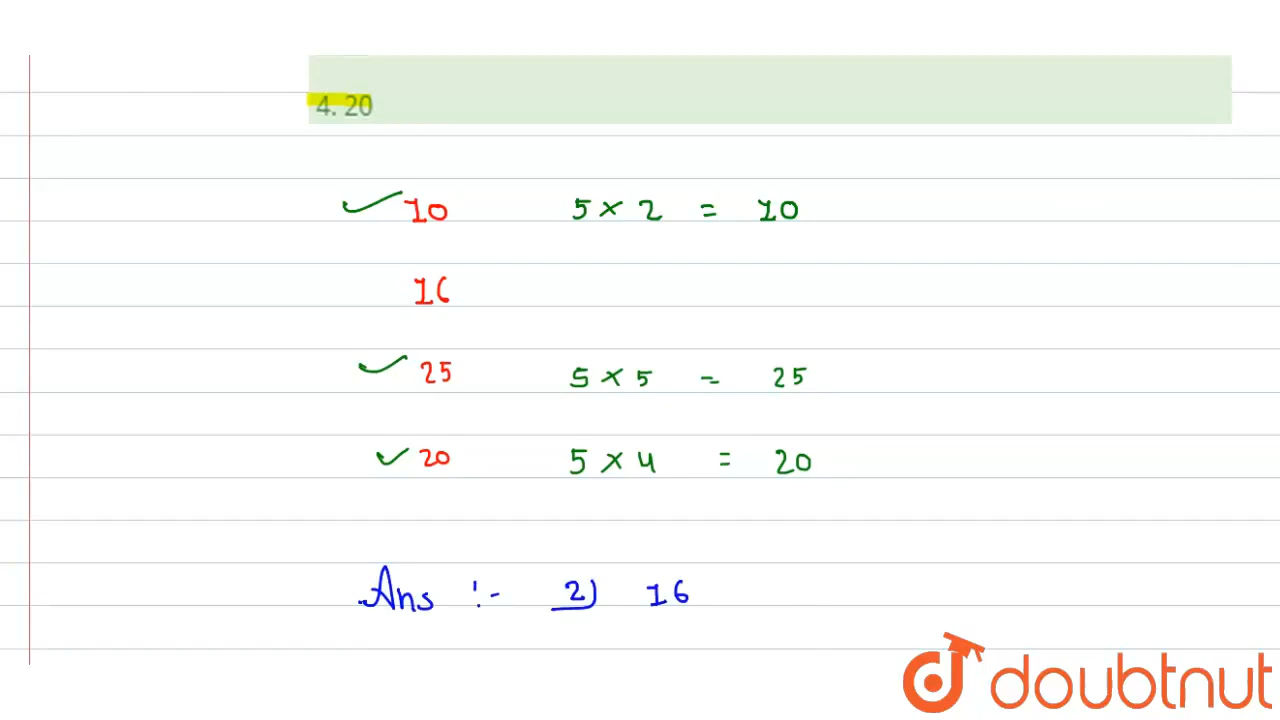 4. 20
10 5 × 2 = 10
16
25 5 × 5 = 25
20 5 × 4 = 20
Ans :- 2) 16
doubtnut